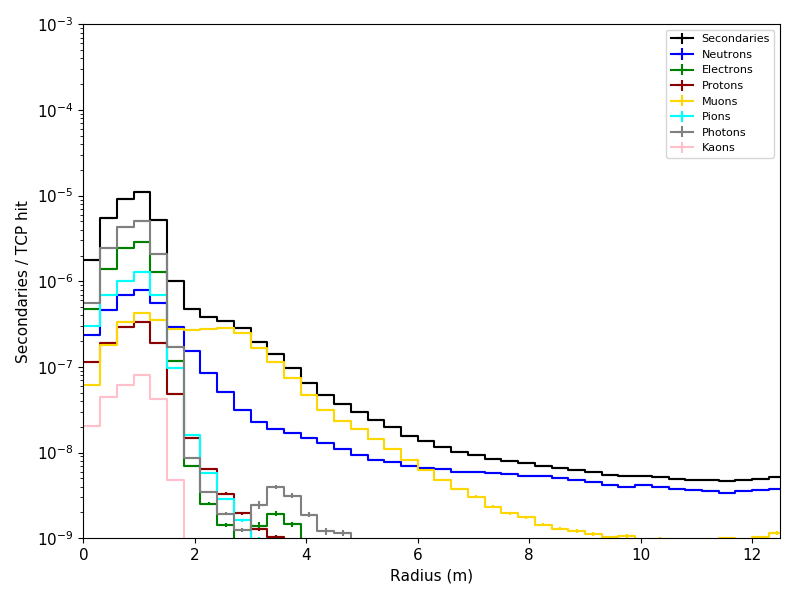 10⁻³
10⁻⁴
10⁻⁵
10⁻⁶
10⁻⁷
10⁻⁸
10⁻⁹
Secondaries / TCP hit
Secondaries
Neutrons
Electrons
Protons
Muons
Pions
Photons
Kaons
0 2 4 6 8 10 12
Radius (m)